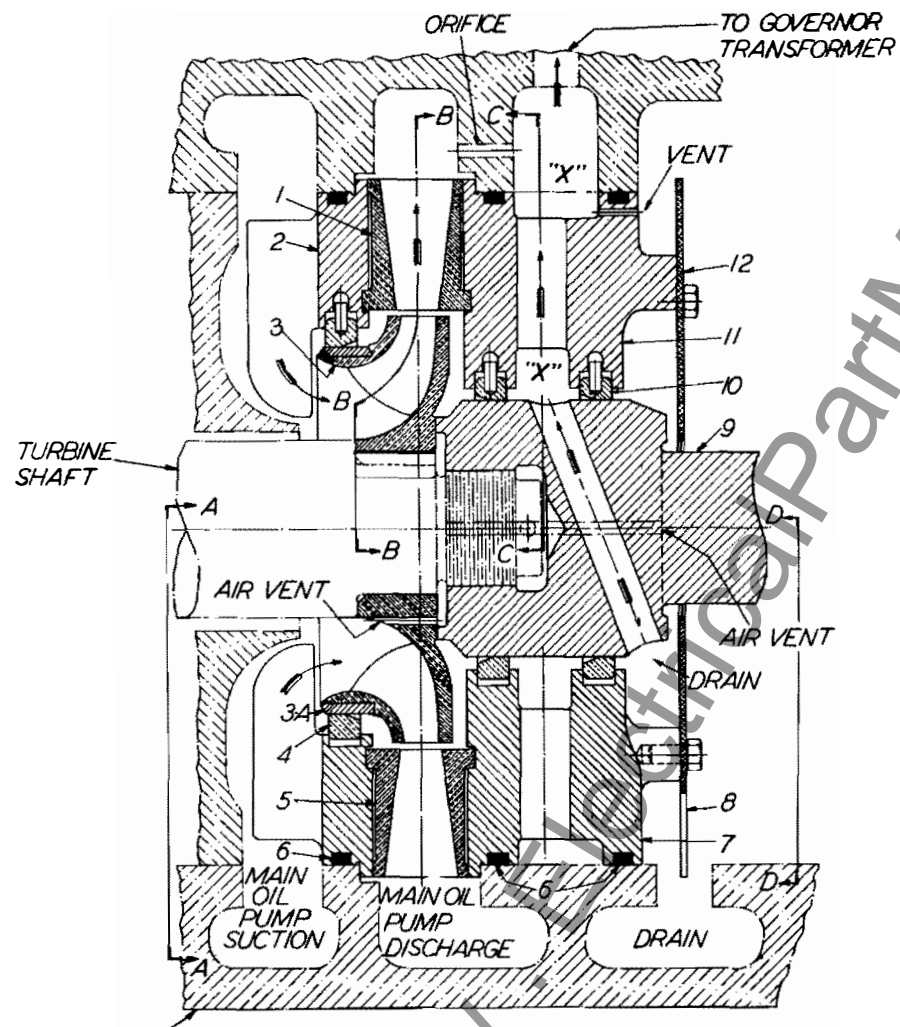 ORIFICE
TO GOVERNOR
TRANSFORMER
B
C
"X"
VENT
1
2
12
3
11
B
"X"
10
9
TURBINE
SHAFT
A
D
B
C
AIR VENT
AIR VENT
DRAIN
3A
4
5
8
7
6
6
MAIN
OIL
PUMP
SUCTION
MAIN OIL
PUMP
DISCHARGE
DRAIN
D
A
ElectricalPartM